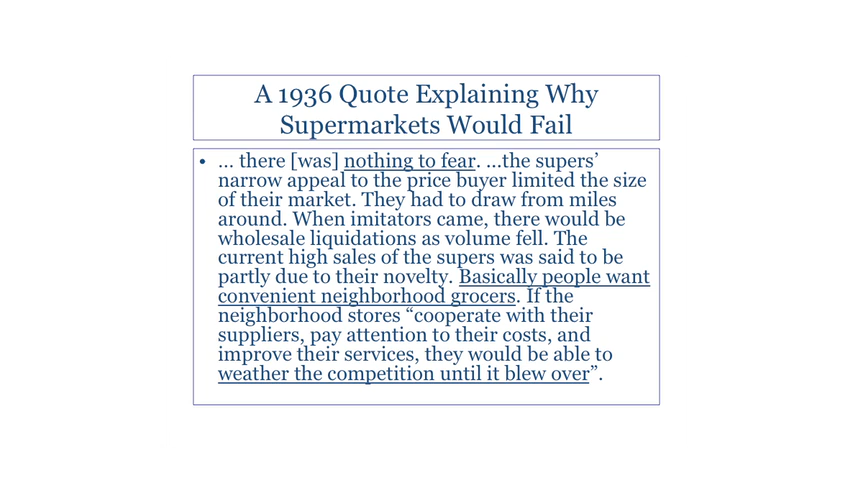 A 1936 Quote Explaining Why
Supermarkets Would Fail
• … there [was] nothing to fear. …the supers’
narrow appeal to the price buyer limited the size
of their market. They had to draw from miles
around. When imitators came, there would be
wholesale liquidations as volume fell. The
current high sales of the supers was said to be
partly due to their novelty. Basically people want
convenient neighborhood grocers. If the
neighborhood stores “cooperate with their
suppliers, pay attention to their costs, and
improve their services, they would be able to
weather the competition until it blew over”.